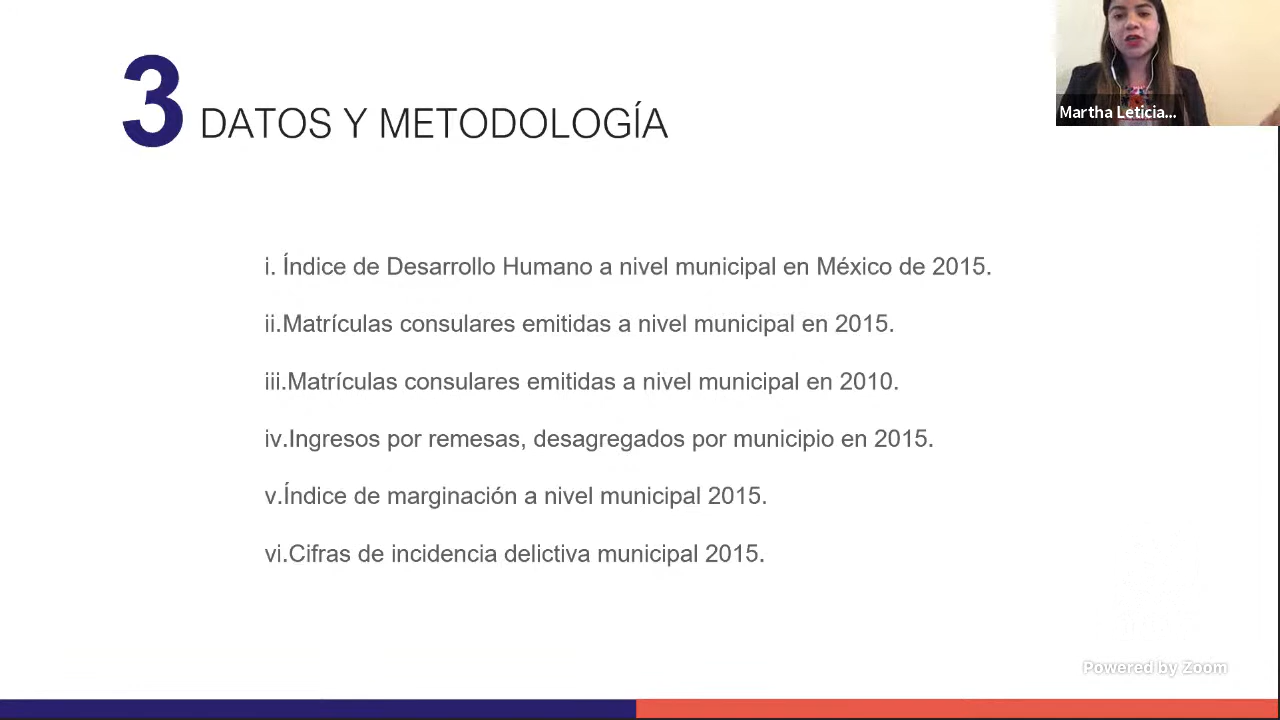 3 DATOS Y METODOLOGÍA
Martha Leticia...
i. Índice de Desarrollo Humano a nivel municipal en México de 2015.
ii.Matrículas consulares emitidas a nivel municipal en 2015.
iii.Matrículas consulares emitidas a nivel municipal en 2010.
iv.Ingresos por remesas, desagregados por municipio en 2015.
v.Índice de marginación a nivel municipal 2015.
vi.Cifras de incidencia delictiva municipal 2015.
Powered by Zoom